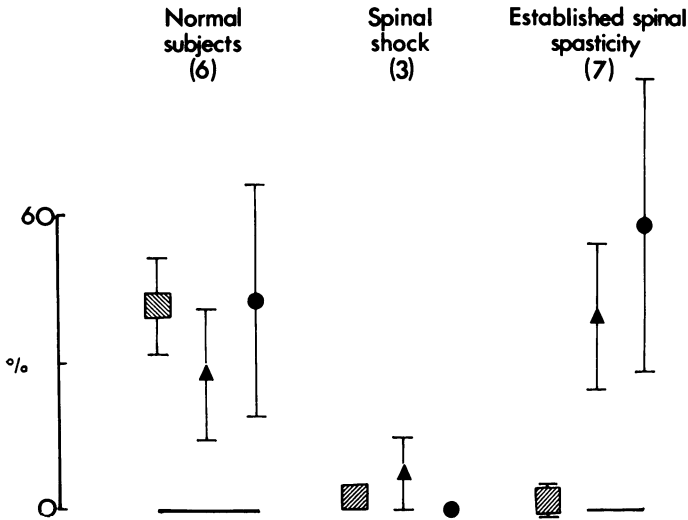 Normal
subjects
(6)
Spinal
shock
(3)
Established spinal
spasticity
(7)
60
%
0